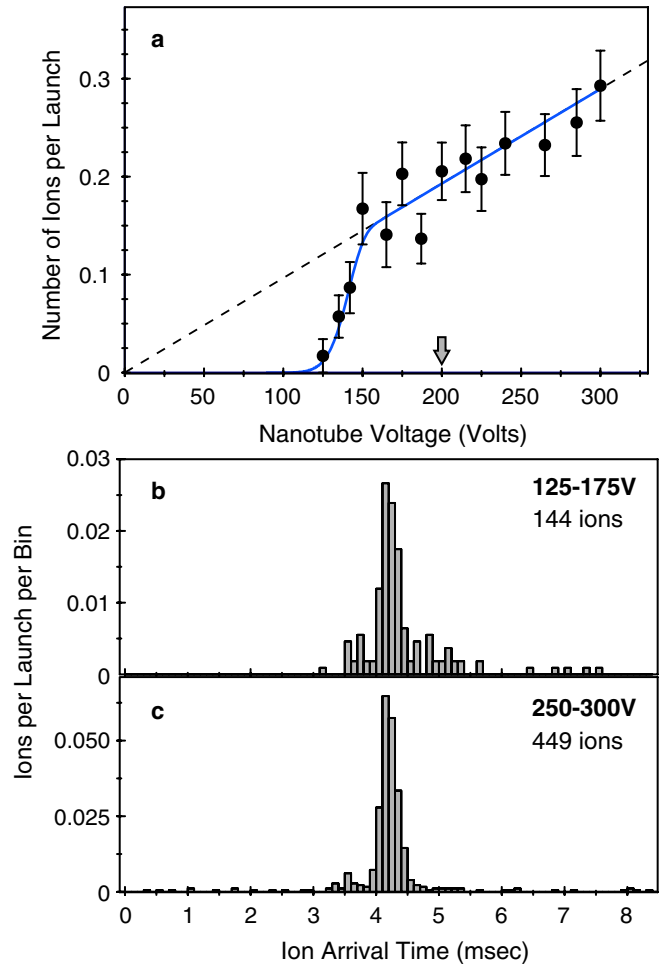 a
Number of Ions per Launch
0.3
0.2
0.1
0
0 50 100 150 200 250 300
Nanotube Voltage (Volts)
Ions per Launch per Bin
0.03
b
125-175V
144 ions
0.02
0.01
0
c
250-300V
449 ions
0.050
0.025
0
0 1 2 3 4 5 6 7 8
Ion Arrival Time (msec)